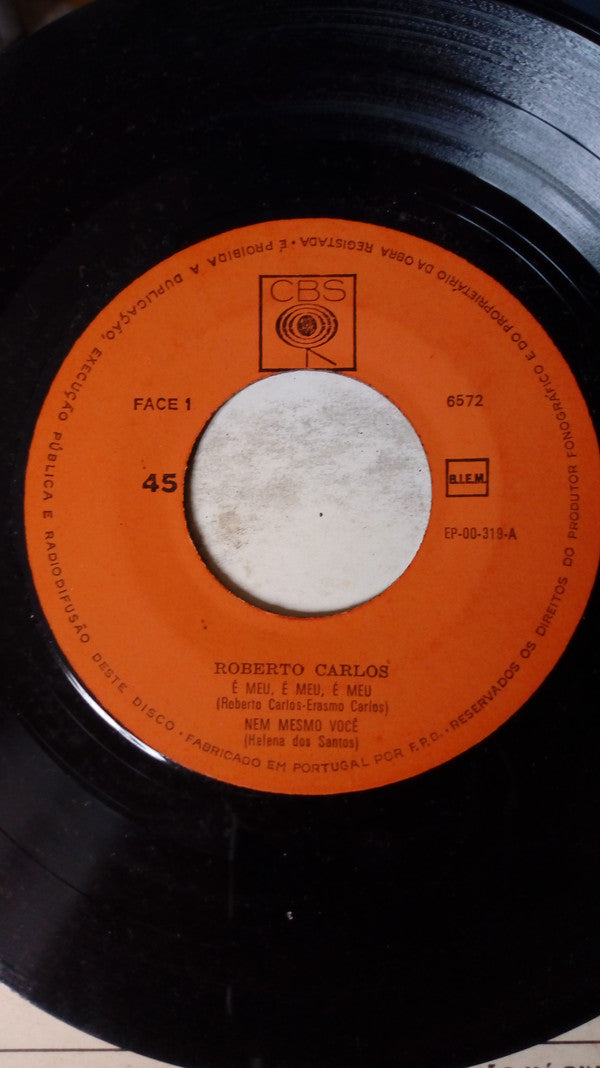 CBS
FACE 1
6572
45
B.I.E.M.
EP-00-319-A
ROBERTO CARLOS
É MEU, É MEU, É MEU
(Roberto Carlos-Erasmo Carlos)
NEM MESMO VOCÊ
(Helena dos Santos)
FABRICADO EM PORTUGAL POR F.P.D. · RESERVADOS OS DIREITOS DO PRODUTOR FONOGRÁFICO E DO PROPRIETÁRIO DA OBRA REGISTADA · É PROIBIDA A DUPLICAÇÃO, EXECUÇÃO PÚBLICA E RADIODIFUSÃO DESTE DISCO ·